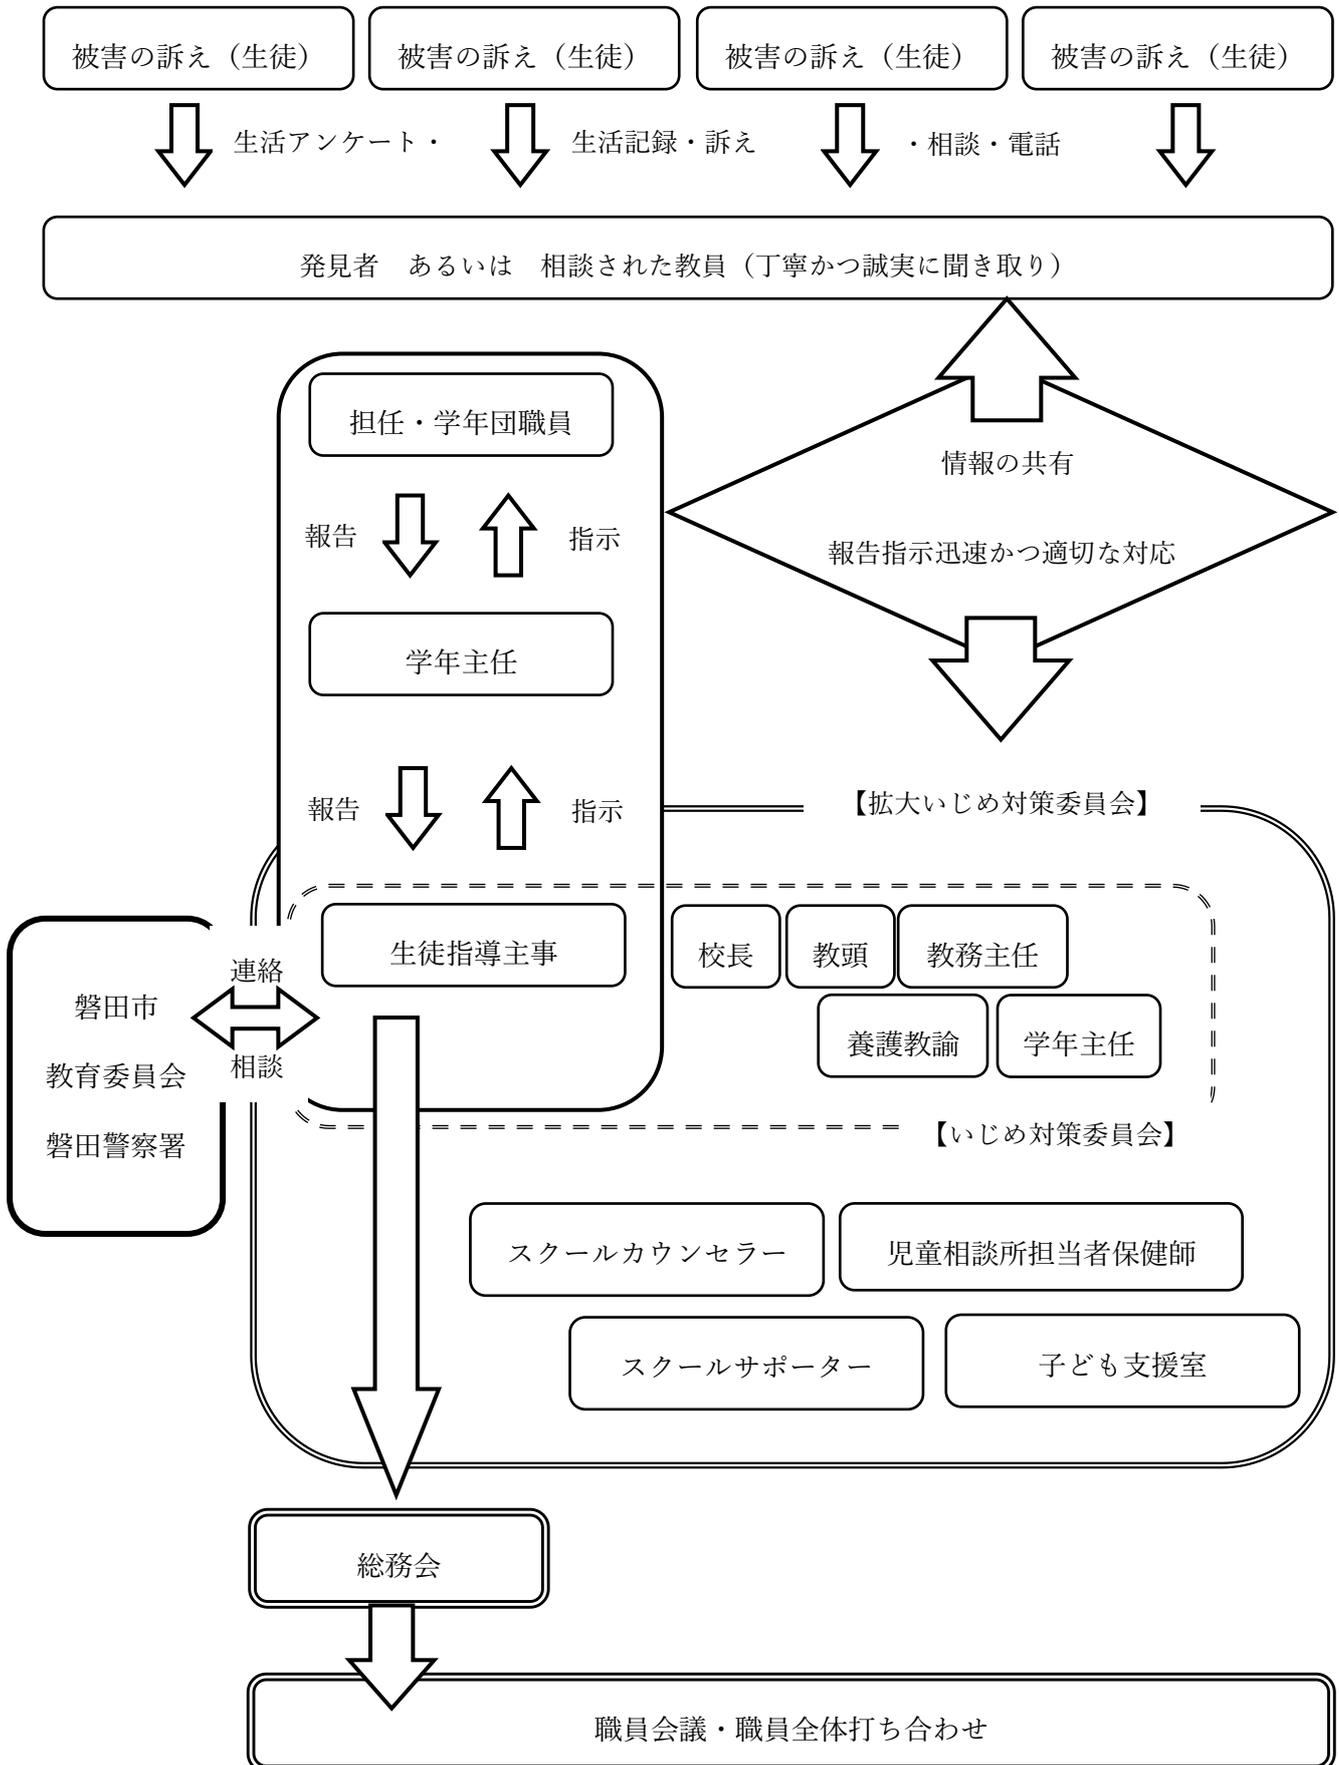 被害の訴え（生徒）
被害の訴え（生徒）
被害の訴え（生徒）
被害の訴え（生徒）
生活アンケート・
生活記録・訴え
・相談・電話
発見者　あるいは　相談された教員（丁寧かつ誠実に聞き取り）
担任・学年団職員
報告
指示
情報の共有
報告指示迅速かつ適切な対応
学年主任
報告
指示
【拡大いじめ対策委員会】
生徒指導主事
校長
教頭
教務主任
養護教諭
学年主任
【いじめ対策委員会】
連絡
相談
磐田市
教育委員会
磐田警察署
スクールカウンセラー
児童相談所担当者保健師
スクールサポーター
子ども支援室
総務会
職員会議・職員全体打ち合わせ